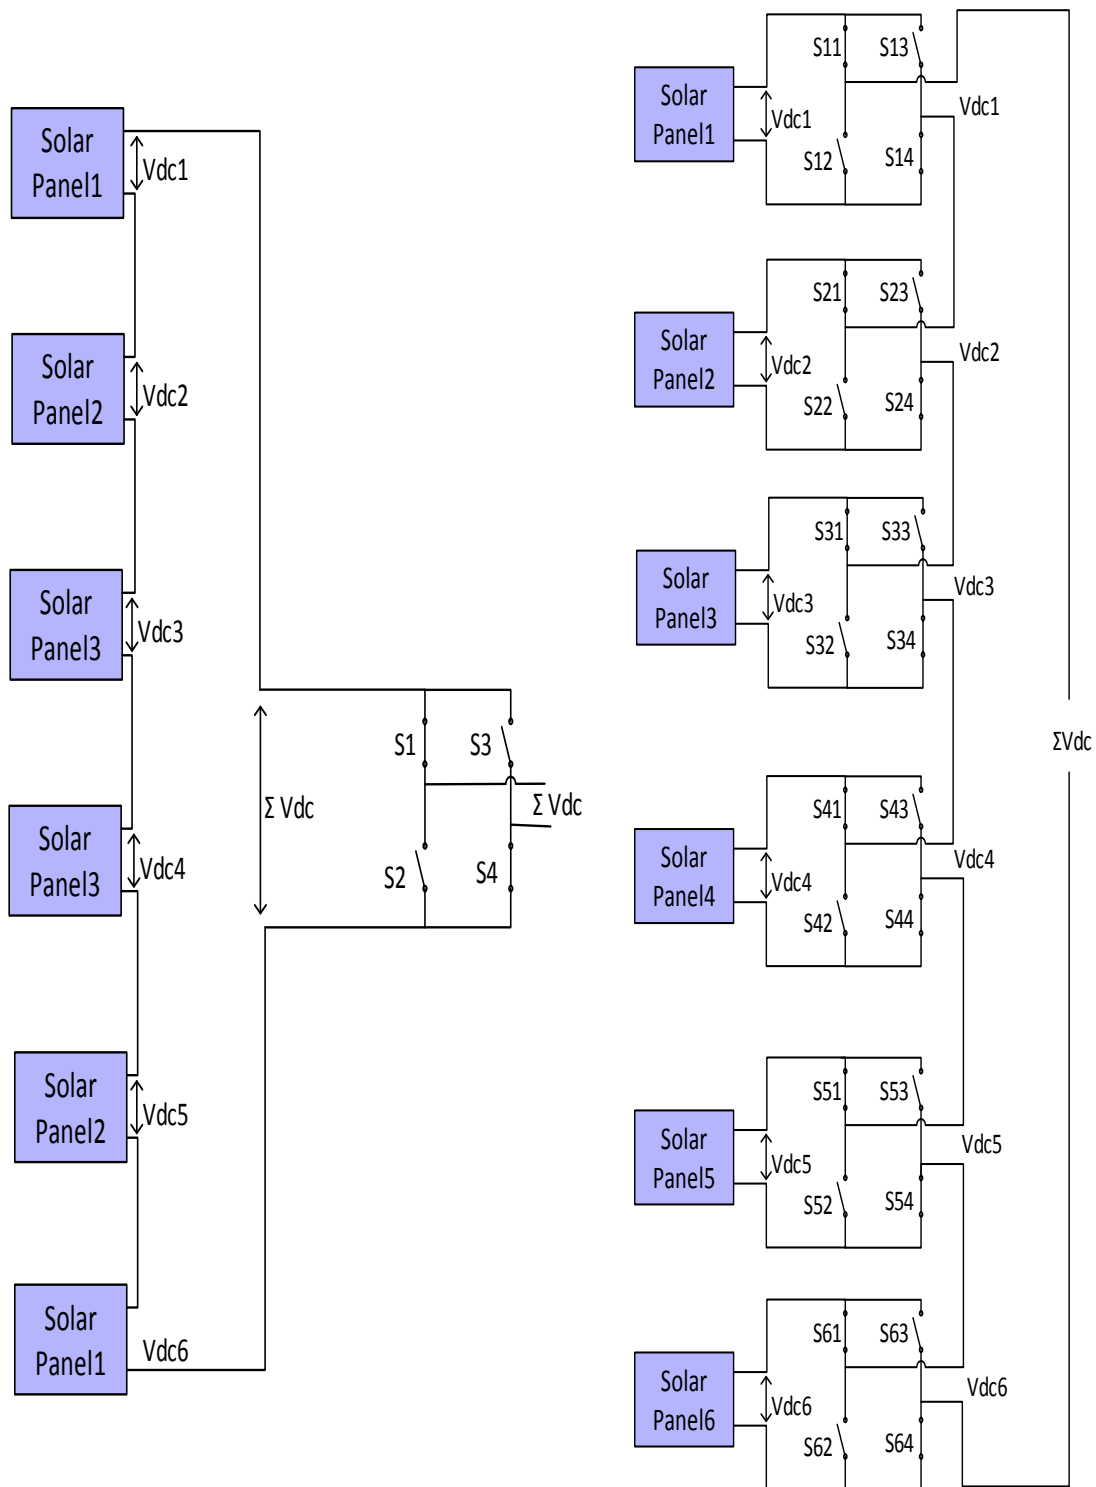 Solar
Panel1
Vdc1
Solar
Panel2
Vdc2
Solar
Panel3
Vdc3
Solar
Panel3
Vdc4
Solar
Panel2
Vdc5
Solar
Panel1
Vdc6
Σ Vdc
S1
S3
S2
S4
Σ Vdc
Solar
Panel1
Vdc1
S11
S13
S12
S14
Vdc1
Solar
Panel2
Vdc2
S21
S23
S22
S24
Vdc2
Solar
Panel3
Vdc3
S31
S33
S32
S34
Vdc3
Solar
Panel4
Vdc4
S41
S43
S42
S44
Vdc4
Solar
Panel5
Vdc5
S51
S53
S52
S54
Vdc5
Solar
Panel6
Vdc6
S61
S63
S62
S64
Vdc6
ΣVdc